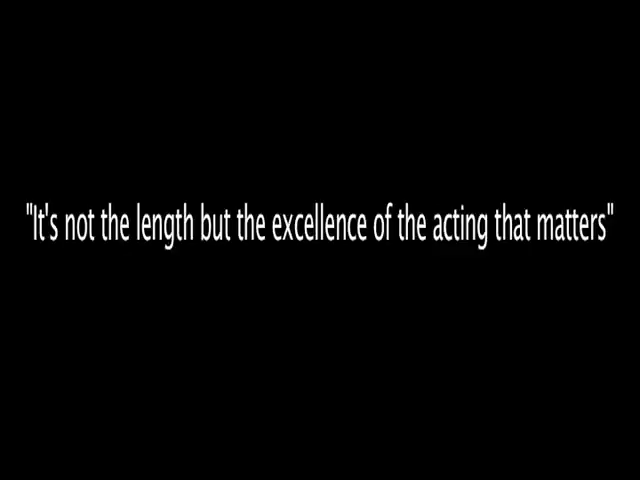 "It's not the length but the excellence of the acting that matters"